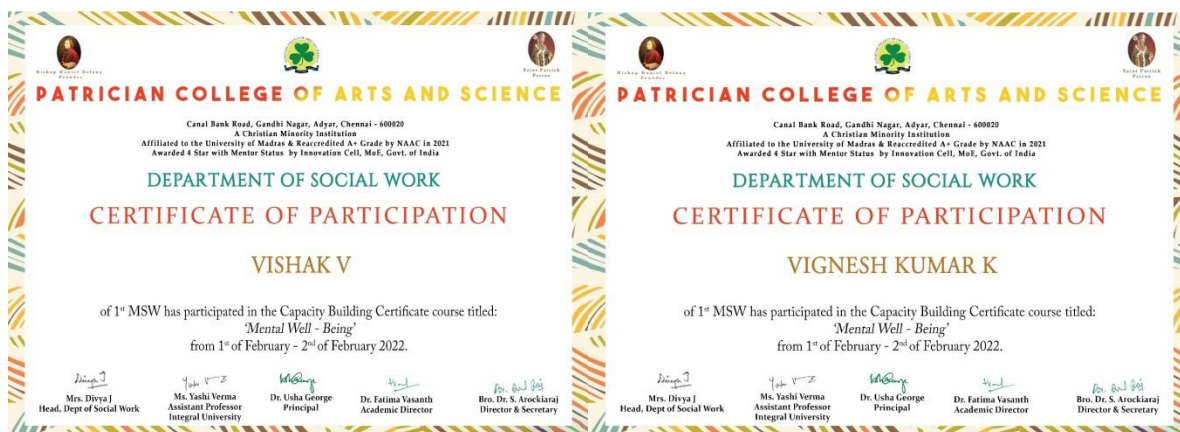 Bishop Daniel Delany
Founder
Saint Patrick
Patron
PATRICIAN COLLEGE OF ARTS AND SCIENCE
Canal Bank Road, Gandhi Nagar, Adyar, Chennai - 600020
A Christian Minority Institution
Affiliated to the University of Madras & Reaccredited A+ Grade by NAAC in 2021
Awarded 4 Star with Mentor Status by Innovation Cell, MoE, Govt. of India
DEPARTMENT OF SOCIAL WORK
CERTIFICATE OF PARTICIPATION
VISHAK V
of 1st MSW has participated in the Capacity Building Certificate course titled:
‘Mental Well - Being’
from 1st of February - 2nd of February 2022.
Divya J
Mrs. Divya J
Head, Dept of Social Work
Ms. Yashi Verma
Assistant Professor
Integral University
Dr. Usha George
Principal
Dr. Fatima Vasanth
Academic Director
Bro. Dr. S. Arockiaraj
Director & Secretary
Bishop Daniel Delany
Founder
Saint Patrick
Patron
PATRICIAN COLLEGE OF ARTS AND SCIENCE
Canal Bank Road, Gandhi Nagar, Adyar, Chennai - 600020
A Christian Minority Institution
Affiliated to the University of Madras & Reaccredited A+ Grade by NAAC in 2021
Awarded 4 Star with Mentor Status by Innovation Cell, MoE, Govt. of India
DEPARTMENT OF SOCIAL WORK
CERTIFICATE OF PARTICIPATION
VIGNESH KUMAR K
of 1st MSW has participated in the Capacity Building Certificate course titled:
‘Mental Well - Being’
from 1st of February - 2nd of February 2022.
Divya J
Mrs. Divya J
Head, Dept of Social Work
Ms. Yashi Verma
Assistant Professor
Integral University
Dr. Usha George
Principal
Dr. Fatima Vasanth
Academic Director
Bro. Dr. S. Arockiaraj
Director & Secretary